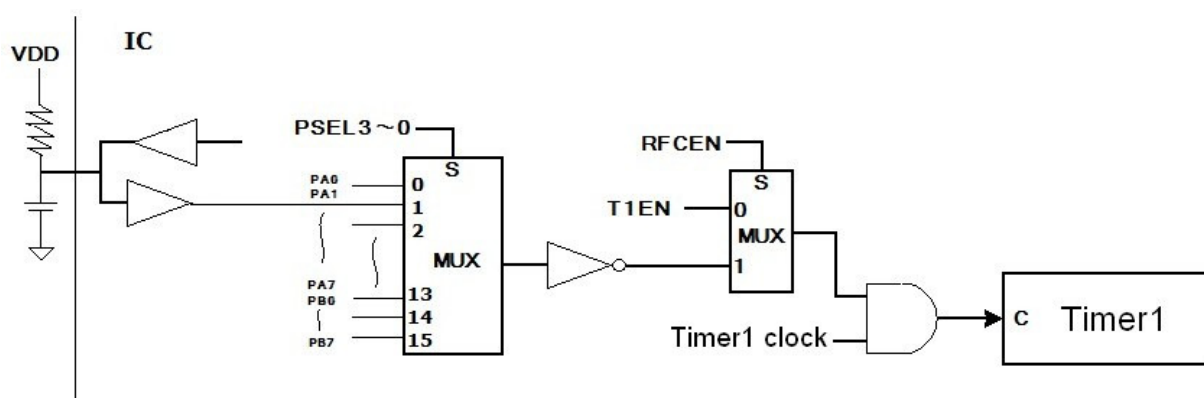 IC
VDD
PSEL3~0
S
PA0
PA1
0
1
2
MUX
PA7
PB0
PB7
13
14
15
RFCEN
S
T1EN
0
MUX
1
Timer1 clock
C
Timer1